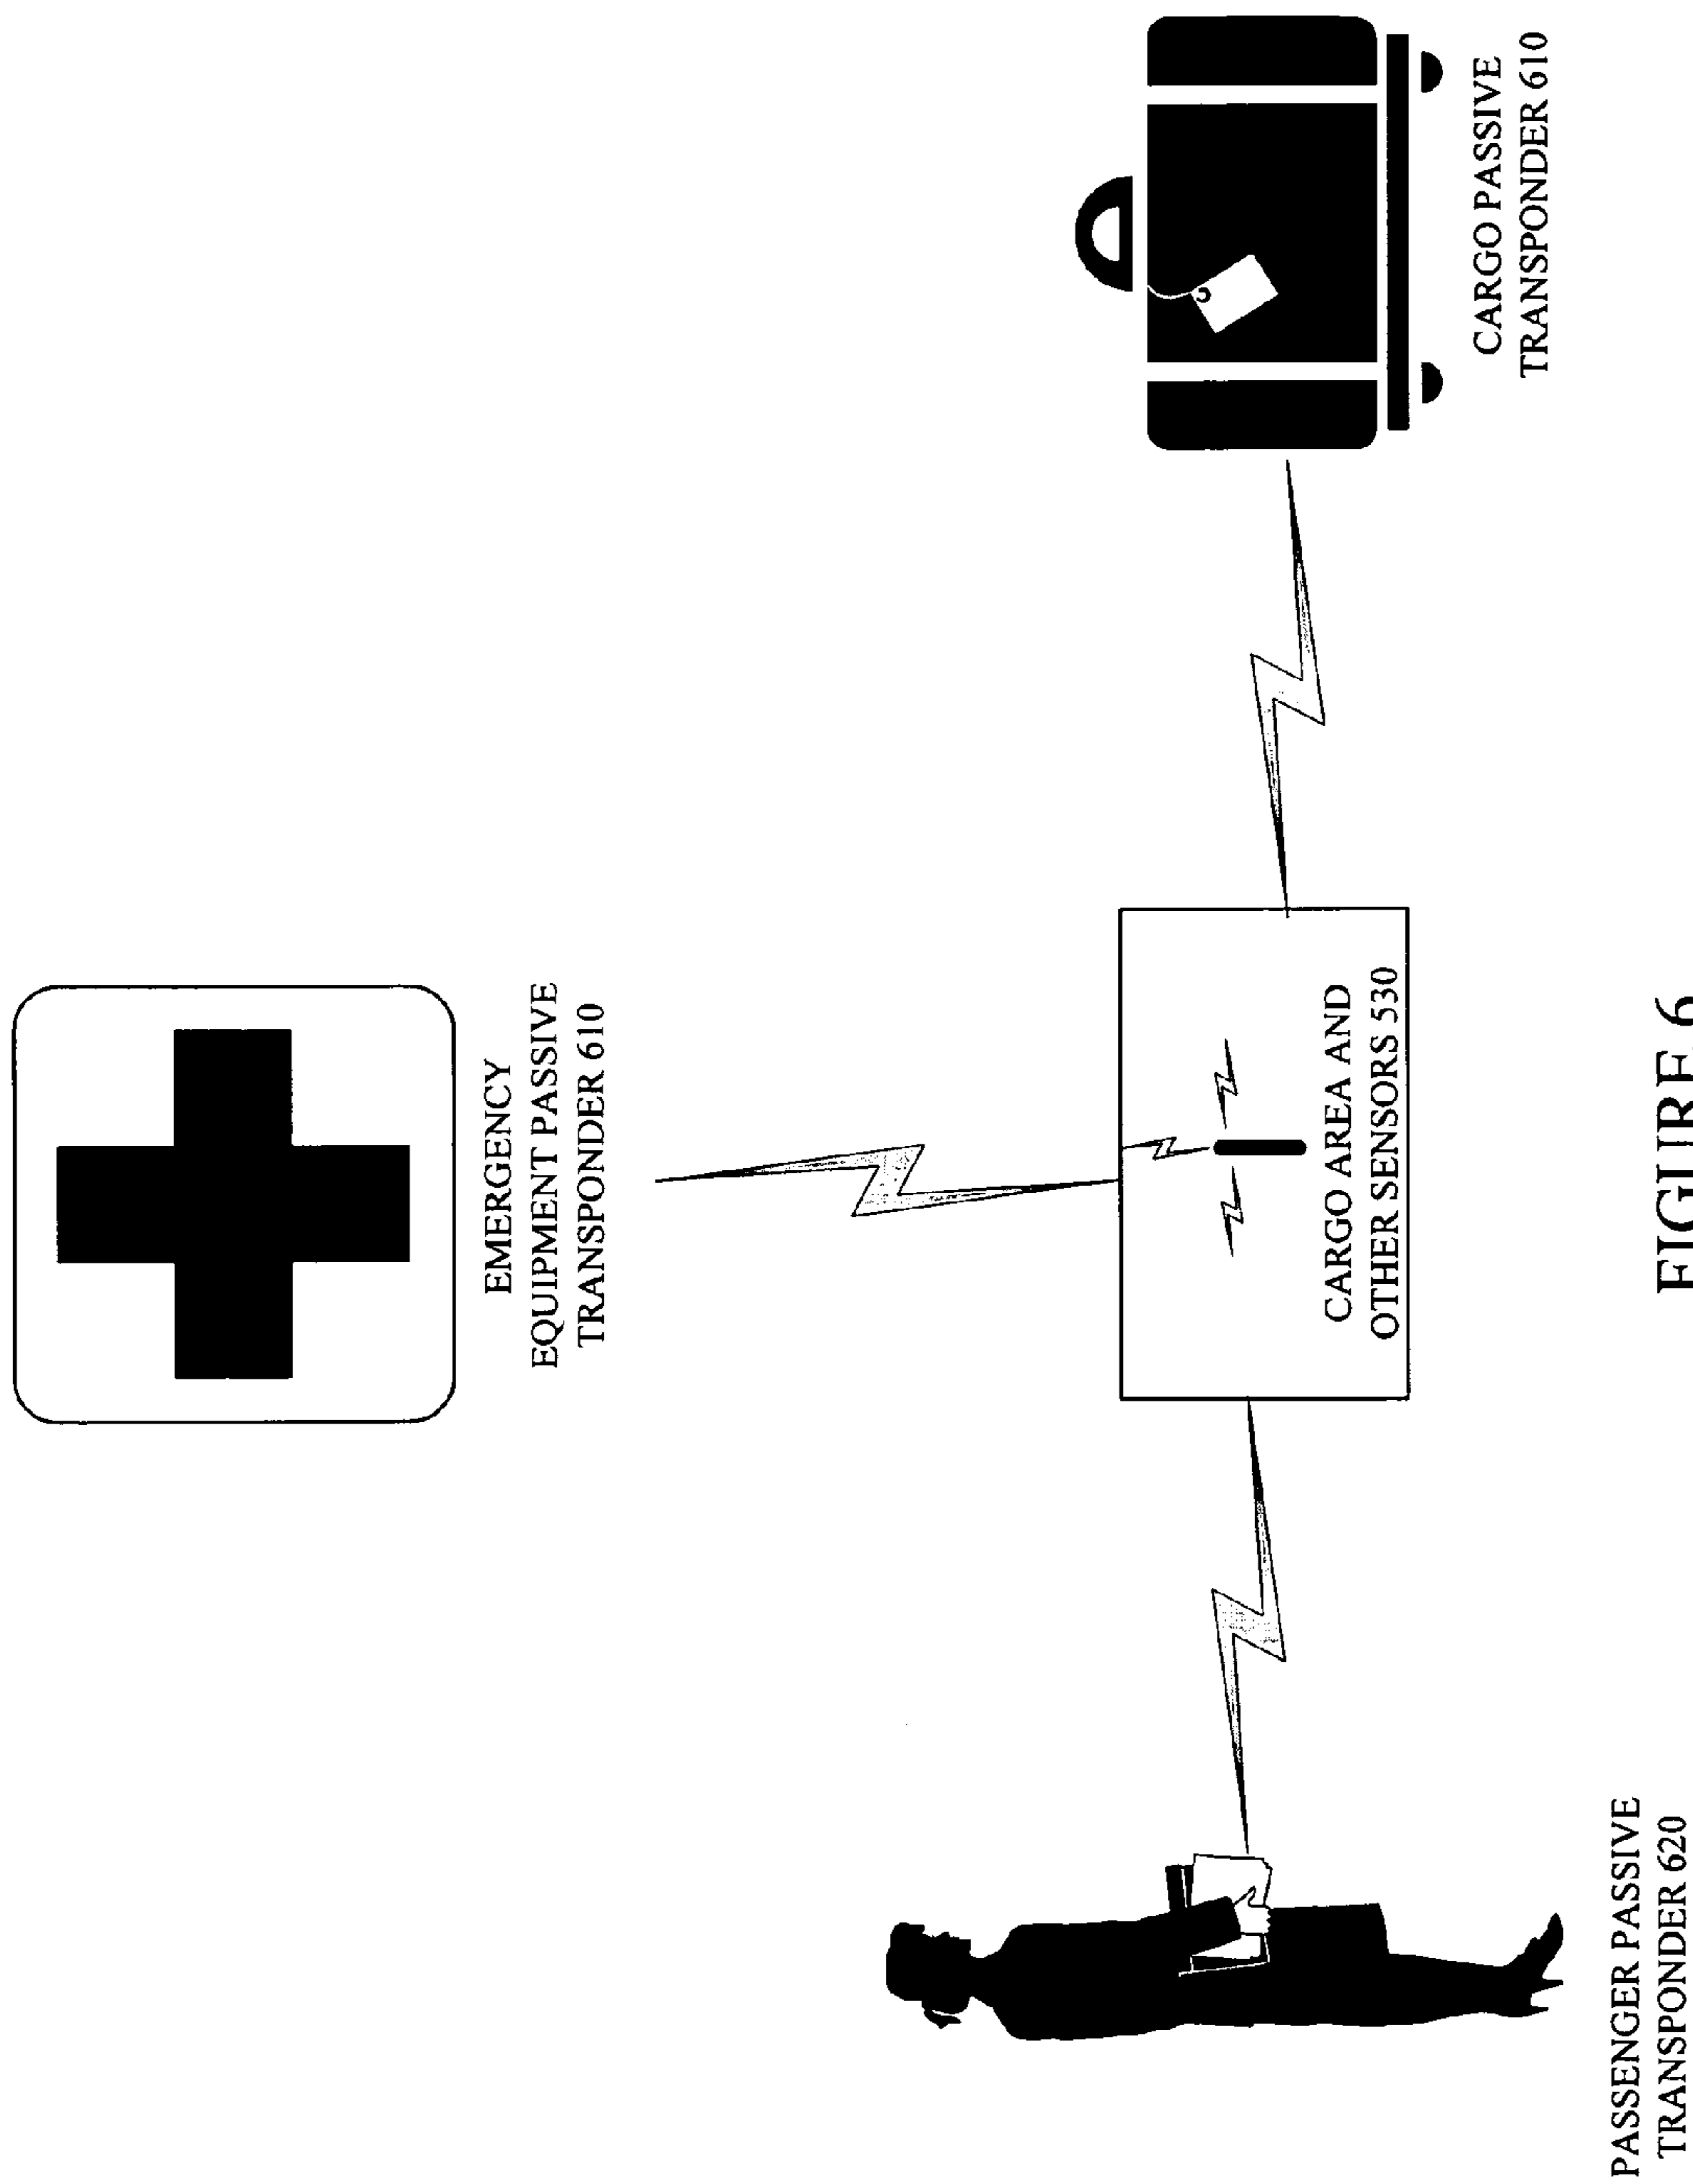 EMERGENCY
EQUIPMENT PASSIVE
TRANSPONDER 610
CARGO AREA AND
OTHER SENSORS 530
CARGO PASSIVE
TRANSPONDER 610
PASSENGER PASSIVE
TRANSPONDER 620
FIGURE 6